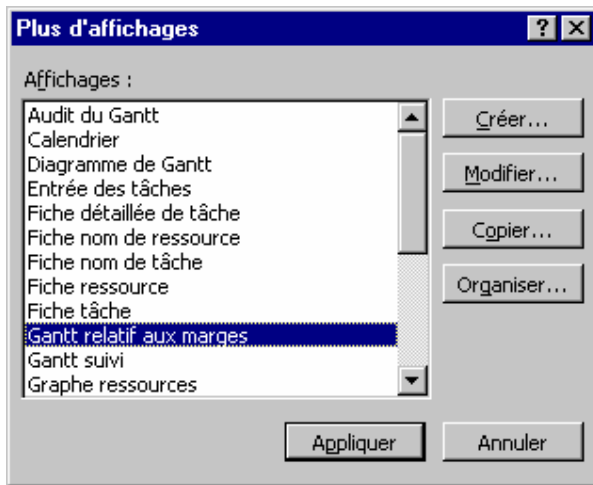 Plus d'affichages
Affichages :
Audit du Gantt
Calendrier
Diagramme de Gantt
Entrée des tâches
Fiche détaillée de tâche
Fiche nom de ressource
Fiche nom de tâche
Fiche ressource
Fiche tâche
Gantt relatif aux marges
Gantt suivi
Graphe ressources
Créer...
Modifier...
Copier...
Organiser...
Appliquer
Annuler